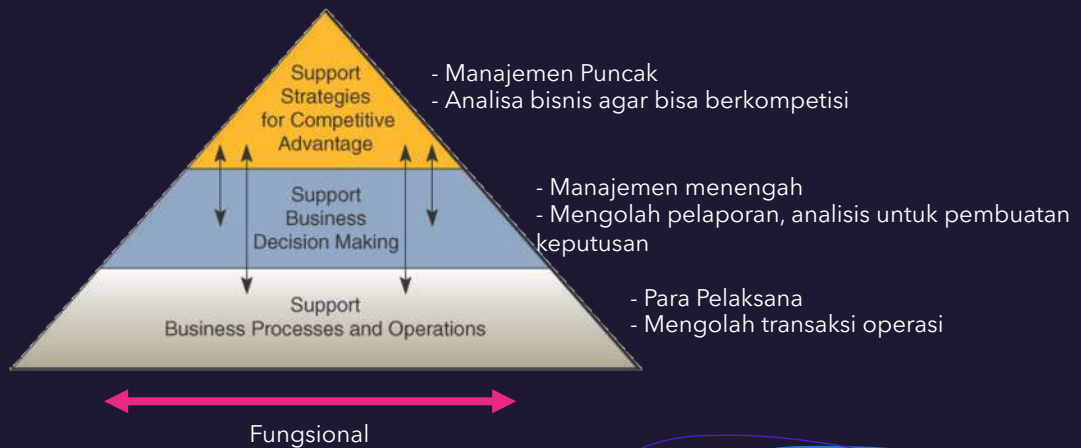 Support
Strategies
for Competitive
Advantage
- Manajemen Puncak
- Analisa bisnis agar bisa berkompetisi
Support
Business
Decision Making
- Manajemen menengah
- Mengolah pelaporan, analisis untuk pembuatan
keputusan
Support
Business Processes and Operations
- Para Pelaksana
- Mengolah transaksi operasi
Fungsional